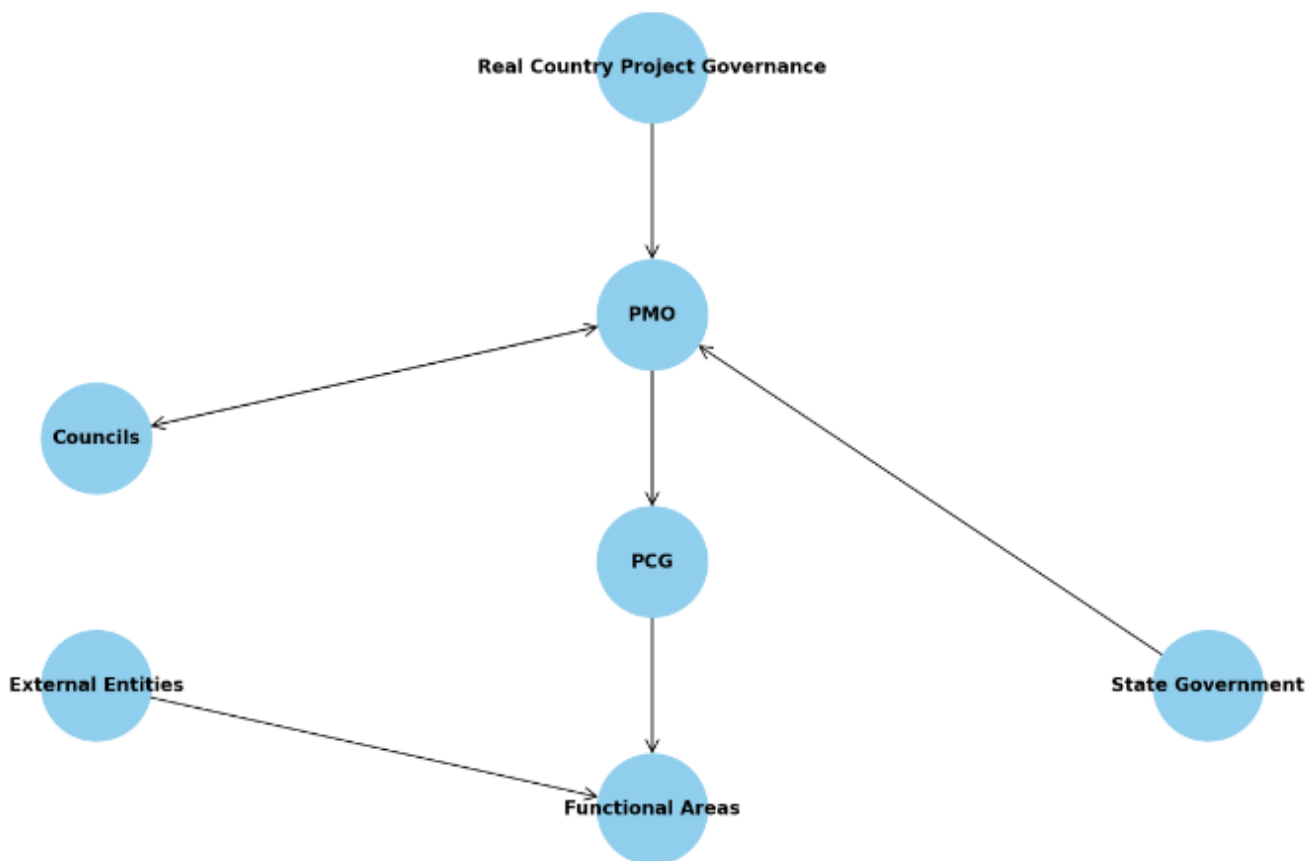 Real Country Project Governance
PMO
Councils
PCG
External Entities
State Government
Functional Areas